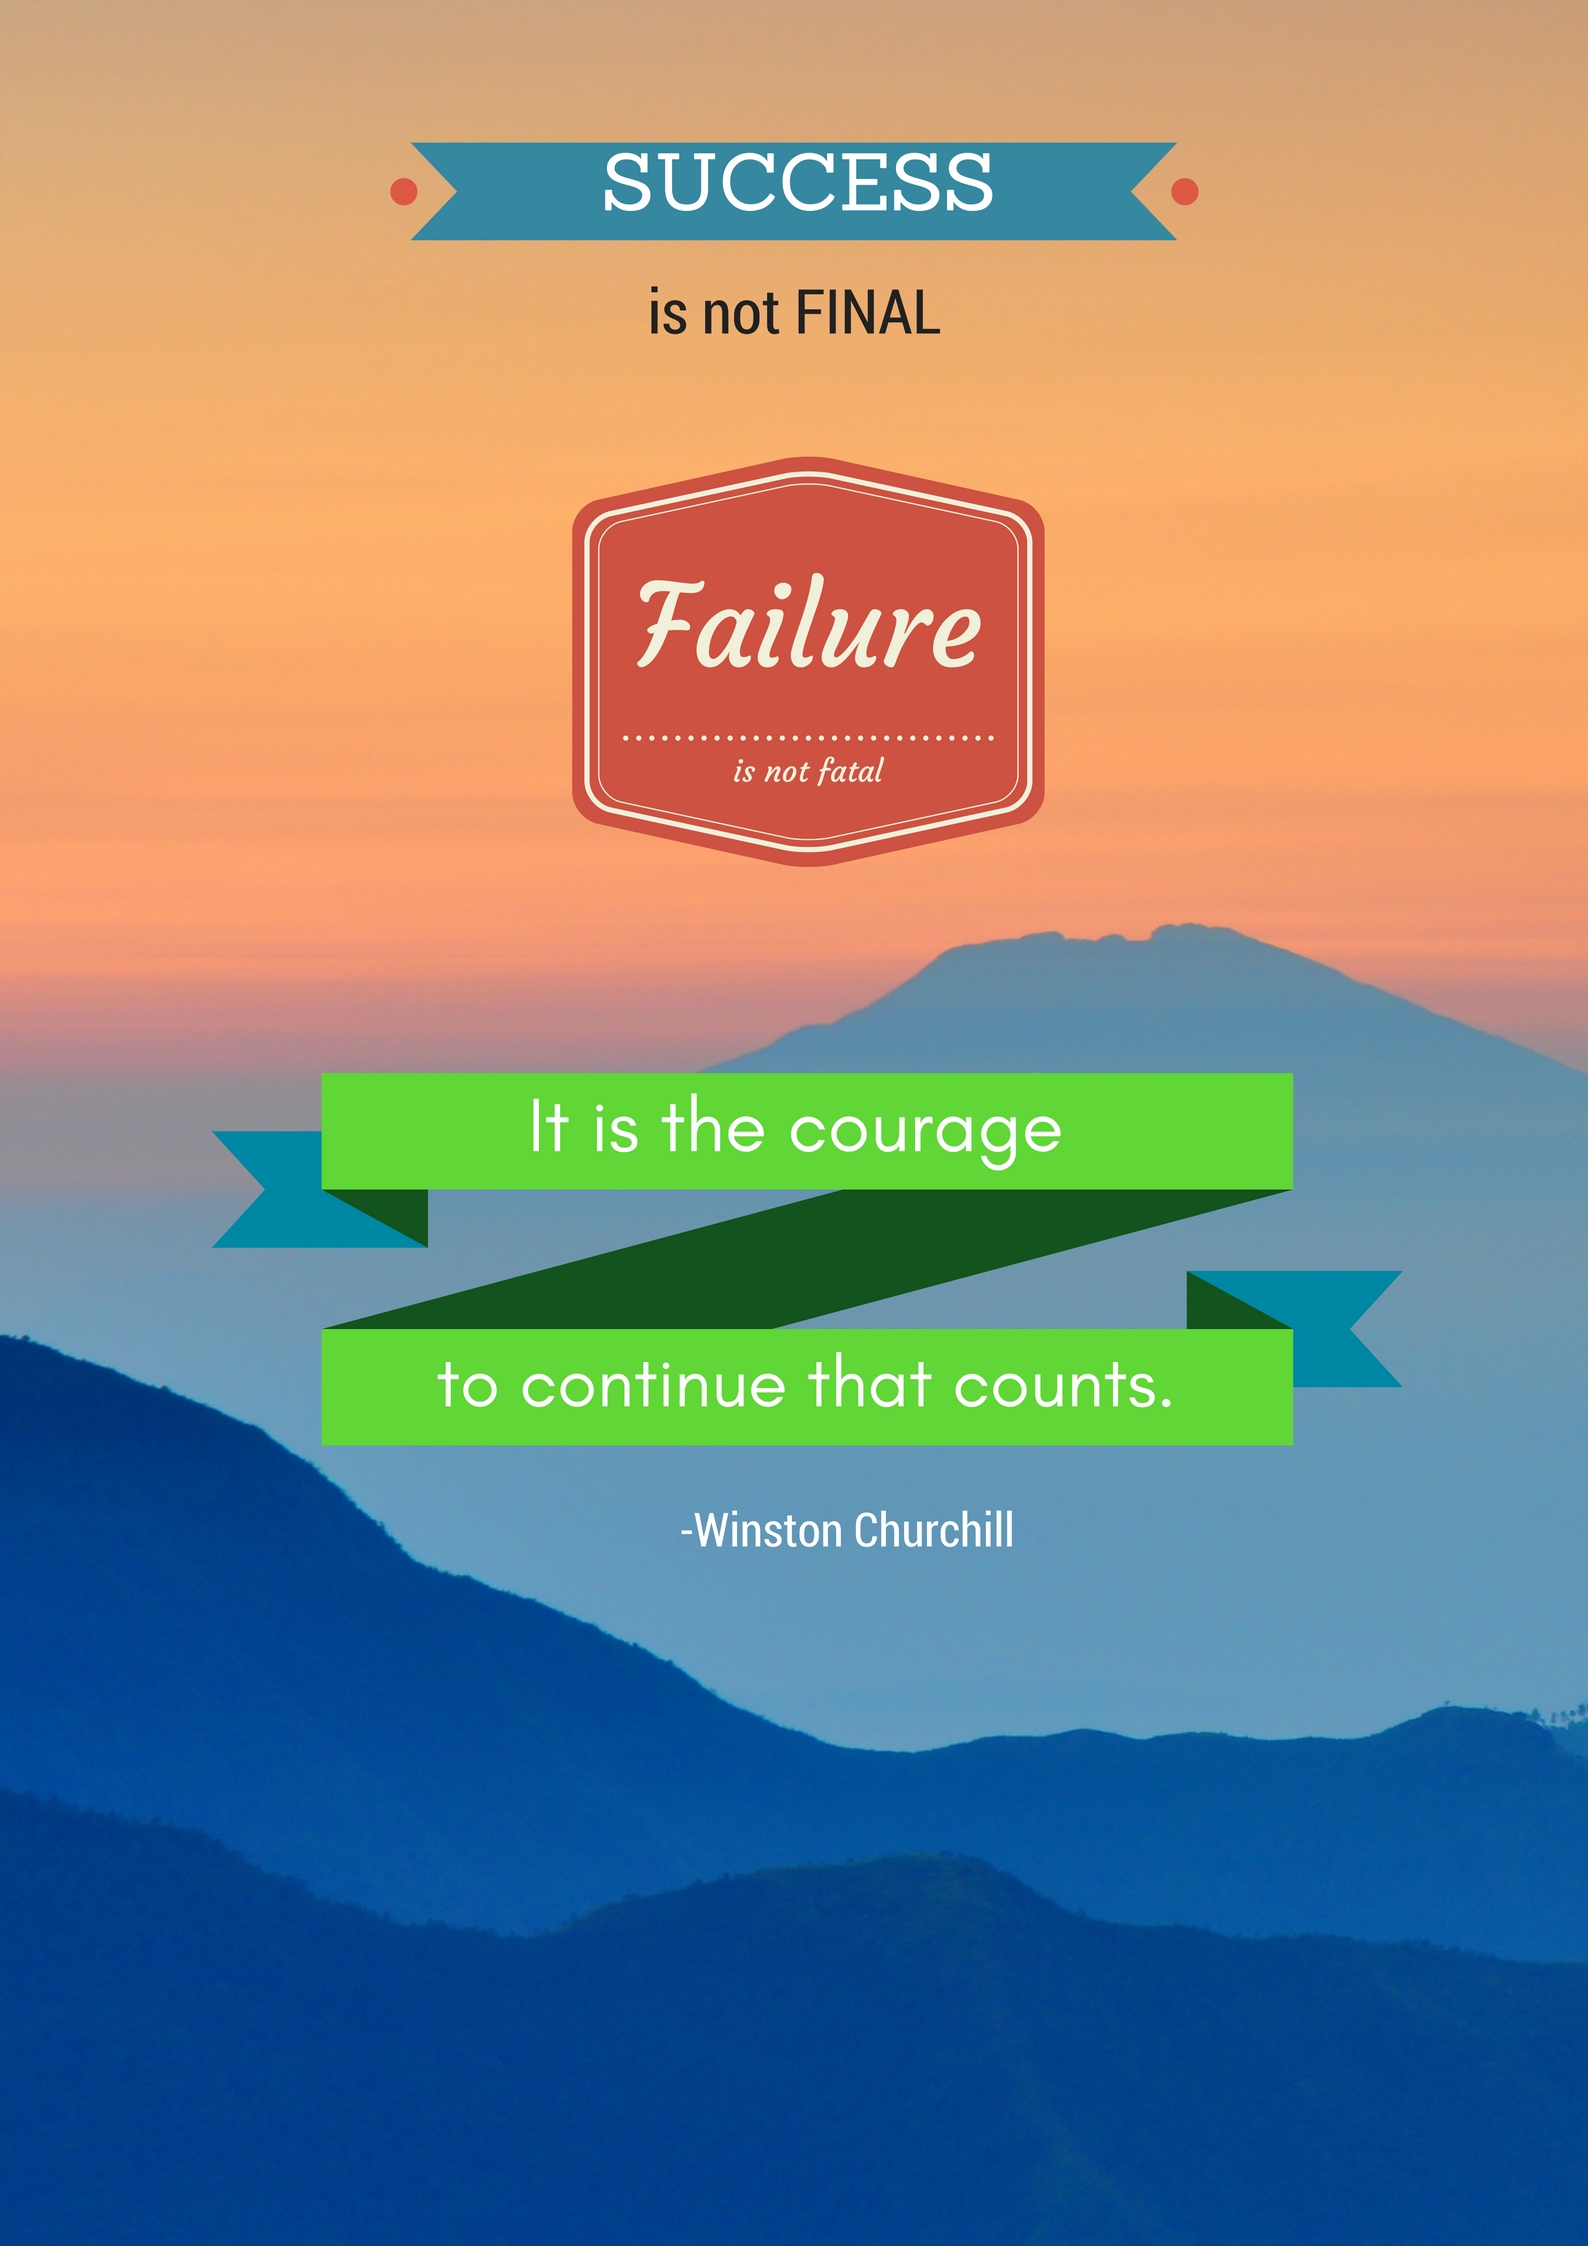 SUCCESS
is not FINAL
Failure
is not fatal
It is the courage
to continue that counts.
-Winston Churchill